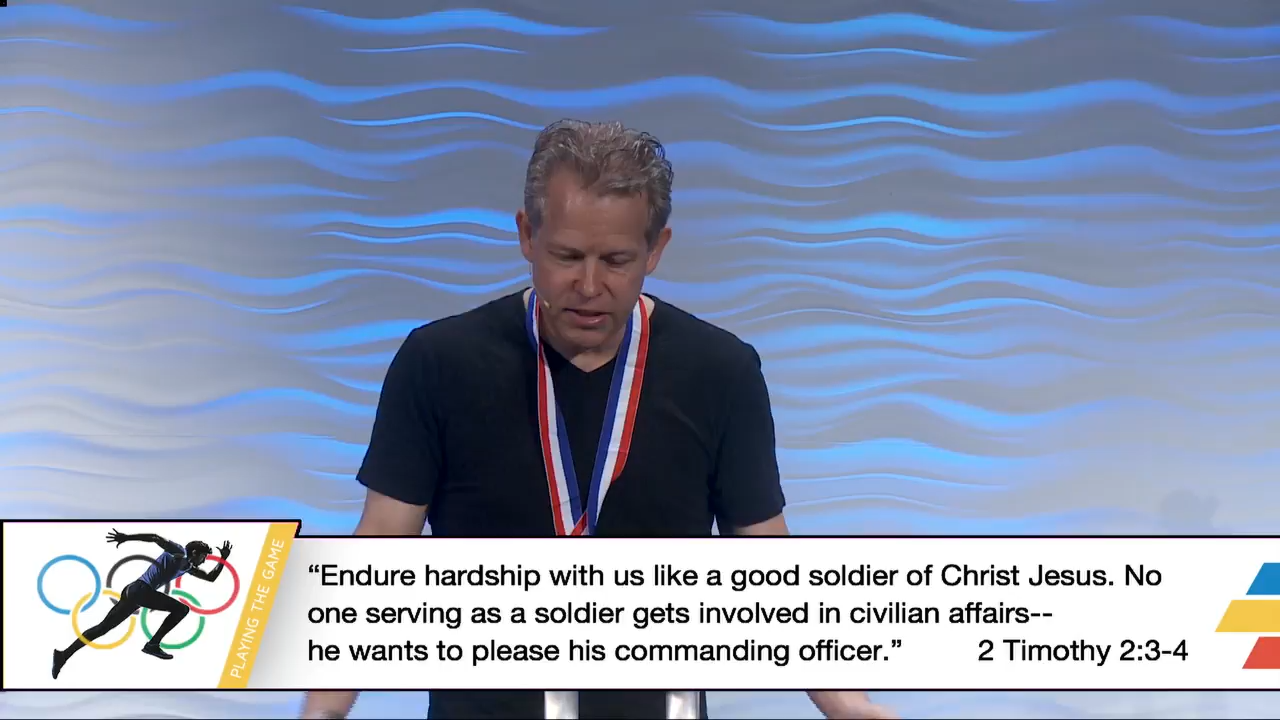 PLAYING THE GAME
“Endure hardship with us like a good soldier of Christ Jesus. No
one serving as a soldier gets involved in civilian affairs--
he wants to please his commanding officer.” 2 Timothy 2:3-4